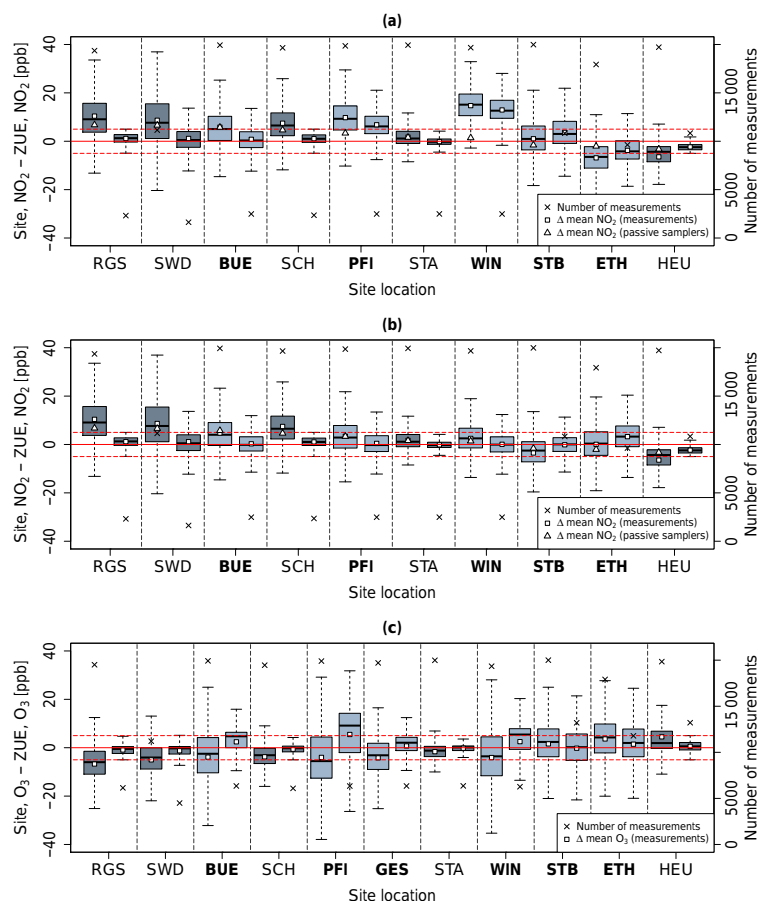 (a)
Site, NO2 − ZUE, NO2 [ppb]
40
20
0
−20
−40
15 000
5000
0
Number of measurements
Number of measurements
Δ mean NO2 (measurements)
Δ mean NO2 (passive samplers)
RGS SWD BUE SCH PFI STA WIN STB ETH HEU
Site location
(b)
Site, NO2 − ZUE, NO2 [ppb]
40
20
0
−20
−40
15 000
5000
0
Number of measurements
Number of measurements
Δ mean NO2 (measurements)
Δ mean NO2 (passive samplers)
RGS SWD BUE SCH PFI STA WIN STB ETH HEU
Site location
(c)
Site, O3 − ZUE, O3 [ppb]
40
20
0
−20
−40
15 000
5000
0
Number of measurements
Number of measurements
Δ mean O3 (measurements)
RGS SWD BUE SCH PFI GES STA WIN STB ETH HEU
Site location